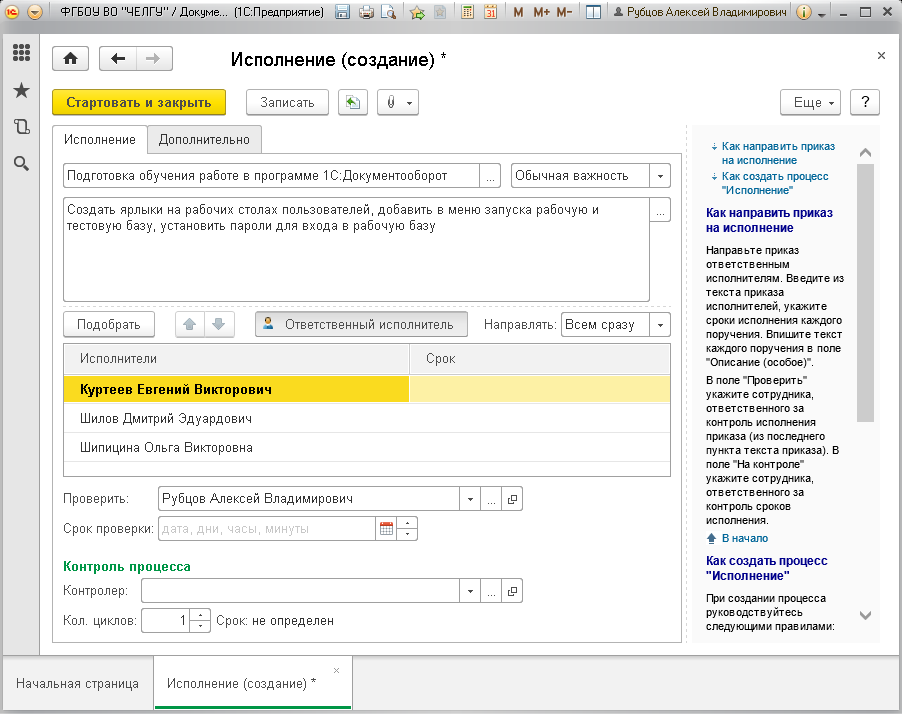 ФГБОУ ВО "ЧЕЛГУ" / Докуме... (1С:Предприятие)
M M+ M-
Рубцов Алексей Владимирович
Исполнение (создание) *
Стартовать и закрыть
Записать
Еще
?
Исполнение
Дополнительно
Подготовка обучения работе в программе 1С:Документооборот
...
Обычная важность
Создать ярлыки на рабочих столах пользователей, добавить в меню запуска рабочую и
тестовую базу, установить пароли для входа в рабочую базу
...
Подобрать
Ответственный исполнитель
Направлять:
Всем сразу
Исполнители
Срок
Куртеев Евгений Викторович
Шилов Дмитрий Эдуардович
Шипицина Ольга Викторовна
Проверить:
Рубцов Алексей Владимирович
...
Срок проверки:
дата, дни, часы, минуты
Контроль процесса
Контролер:
...
Кол. циклов:
1
Срок: не определен
Как направить приказ
на исполнение
Как создать процесс
"Исполнение"
Как направить приказ
на исполнение
Направьте приказ
ответственным
исполнителям. Введите из
текста приказа
исполнителей, укажите
сроки исполнения каждого
поручения. Впишите текст
каждого поручения в поле
"Описание (особое)".
В поле "Проверить"
укажите сотрудника,
ответственного за
контроль исполнения
приказа (из последнего
пункта текста приказа). В
поле "На контроле"
укажите сотрудника,
ответственного за
контроль сроков
исполнения.
В начало
Как создать процесс
"Исполнение"
При создании процесса
руководствуйтесь
следующими правилами:
Начальная страница
Исполнение (создание) *